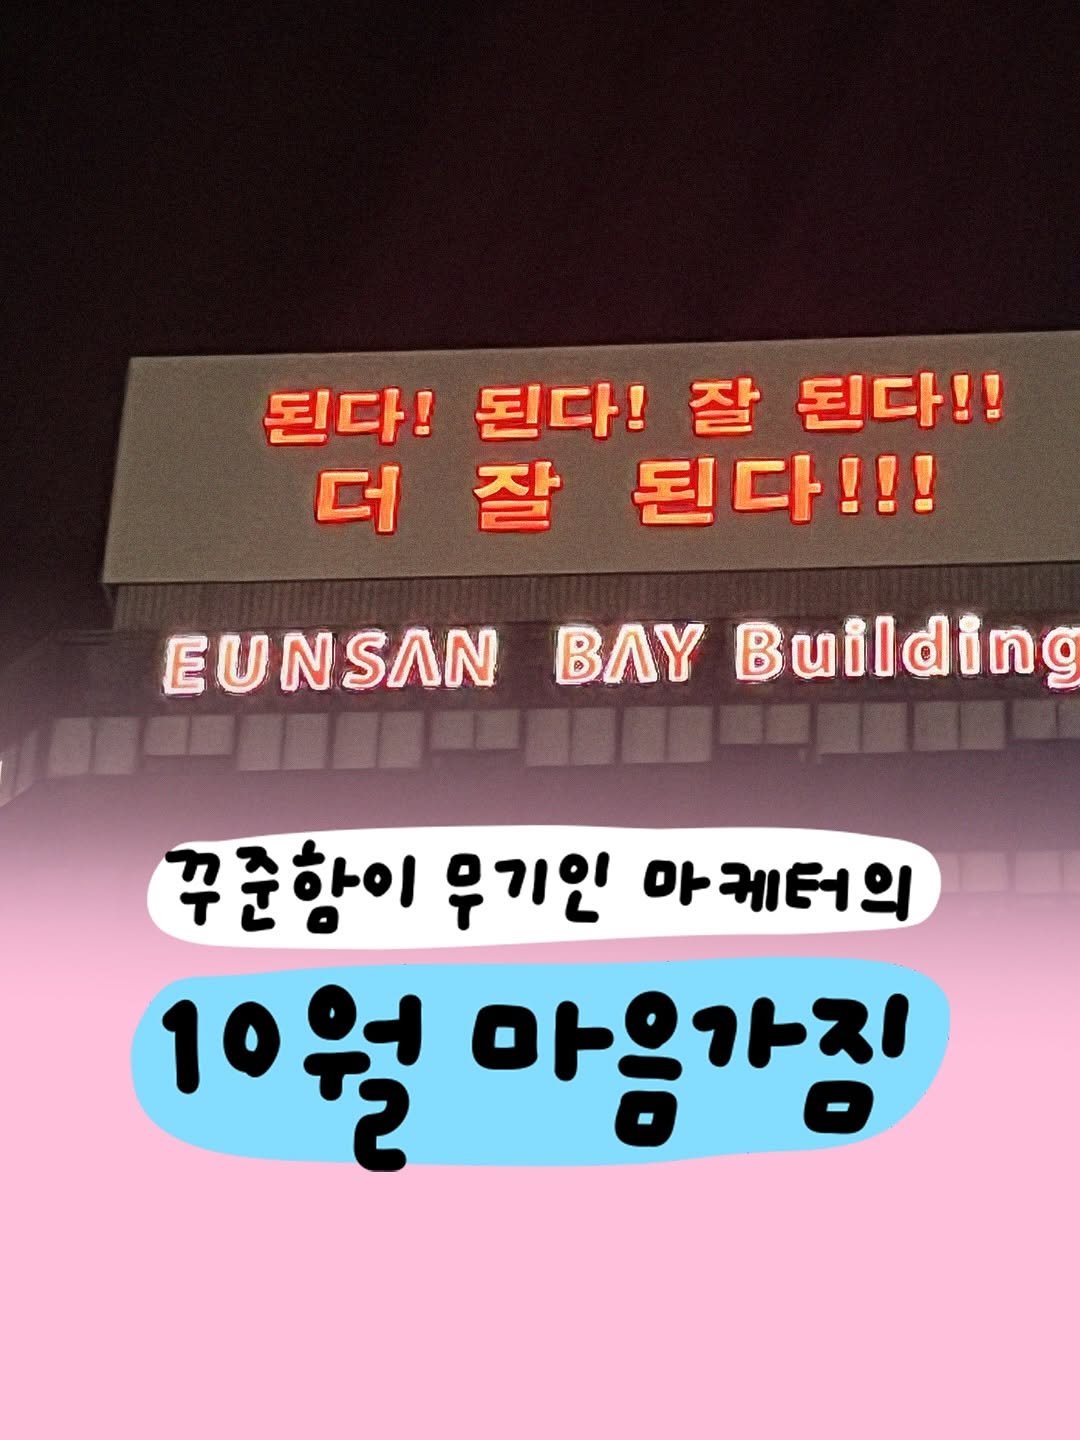 된다! 된다! 잘 된다!!
더 잘 된다!!!
EUNSAN BAY Building
꾸준함이 무기인 마케터의
10월 마음가짐